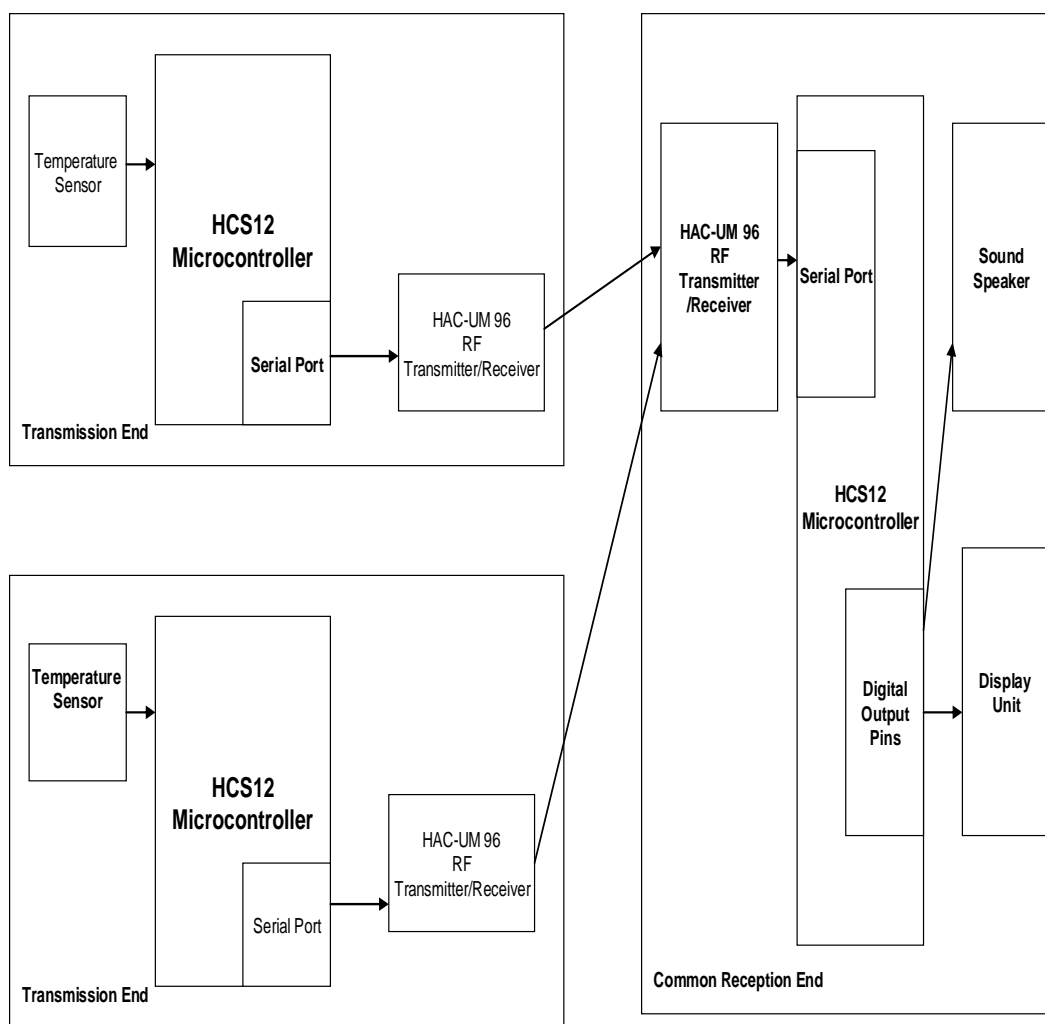 Temperature
Sensor
HCS12
Microcontroller
Serial Port
HAC-UM 96
RF
Transmitter/Receiver
Transmission End
Temperature
Sensor
HCS12
Microcontroller
Serial Port
HAC-UM 96
RF
Transmitter/Receiver
Transmission End
HAC-UM 96
RF
Transmitter
/Receiver
Serial Port
Sound
Speaker
HCS12
Microcontroller
Digital
Output
Pins
Display
Unit
Common Reception End